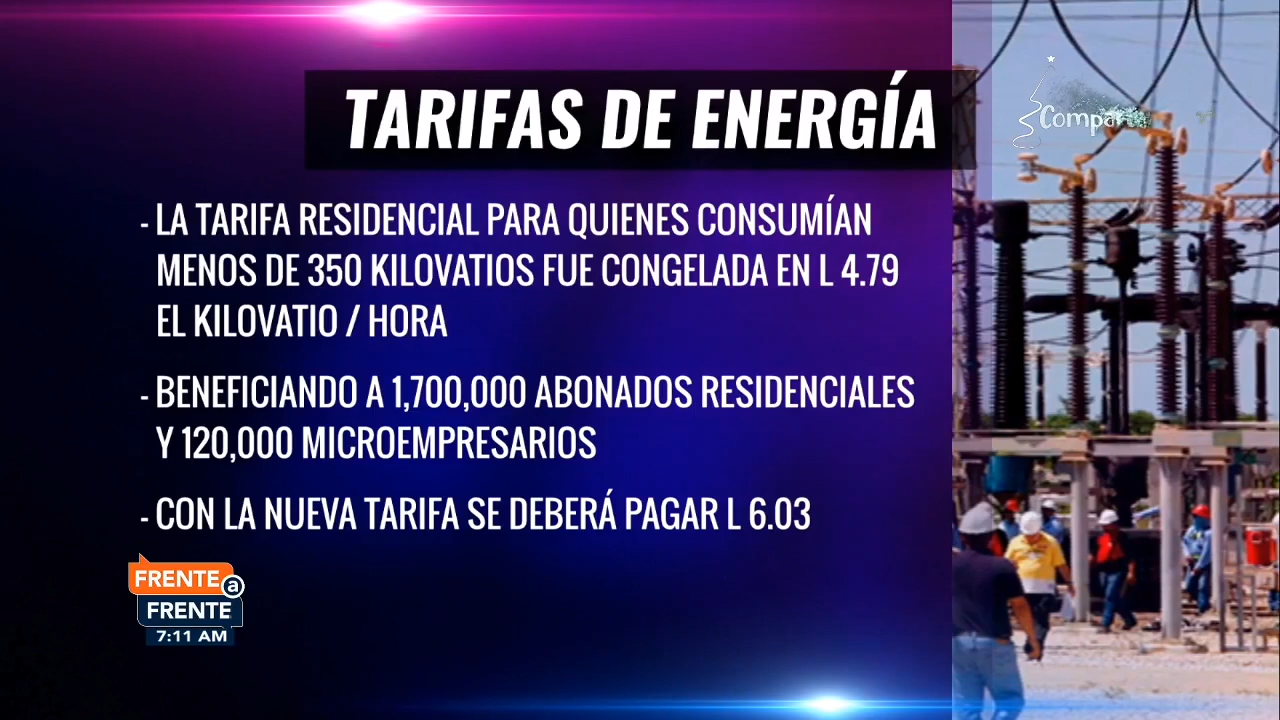 TARIFAS DE ENERGÍA
- LA TARIFA RESIDENCIAL PARA QUIENES CONSUMÍAN
MENOS DE 350 KILOVATIOS FUE CONGELADA EN L 4.79
EL KILOVATIO / HORA
- BENEFICIANDO A 1,700,000 ABONADOS RESIDENCIALES
Y 120,000 MICROEMPRESARIOS
- CON LA NUEVA TARIFA SE DEBERÁ PAGAR L 6.03
FRENTE a
FRENTE
7:11 AM